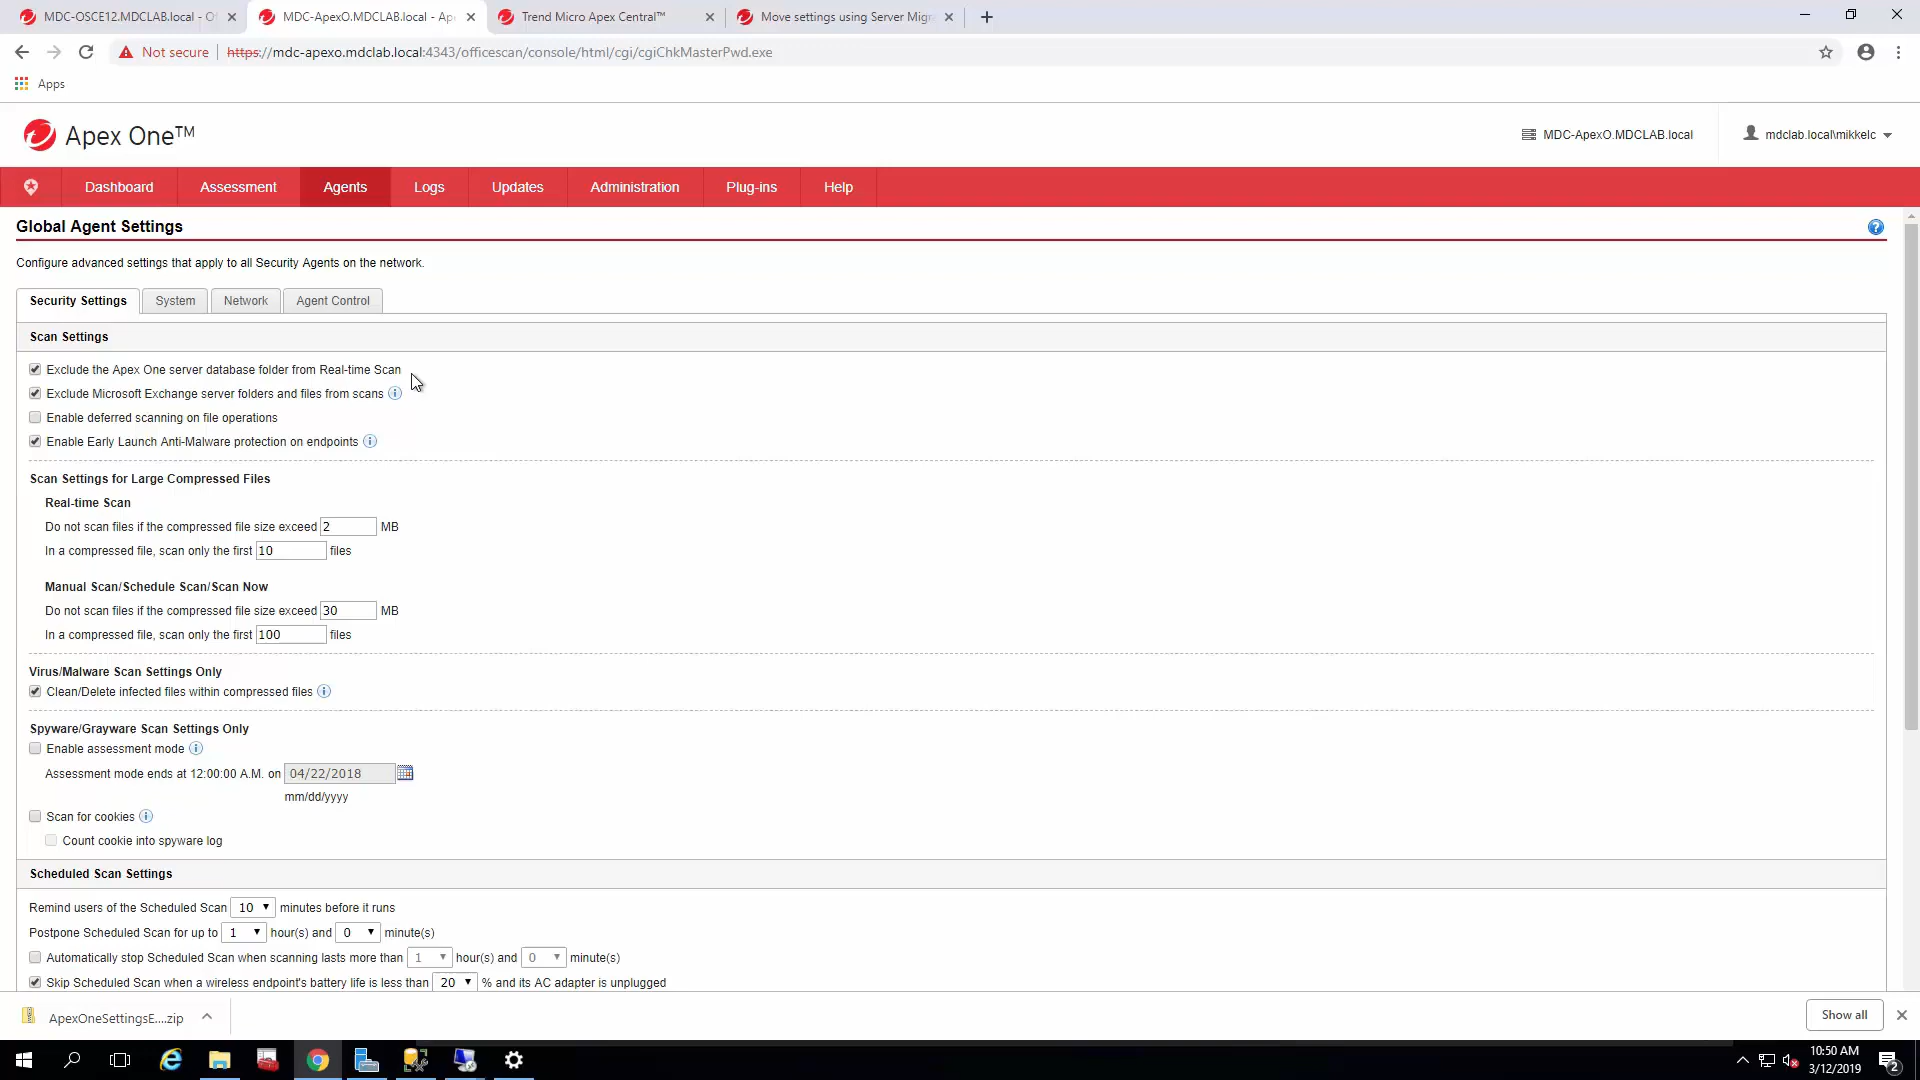 MDC-OSCE12.MDCLAB.local - O
MDC-ApexO.MDCLAB.local - Ap
Trend Micro Apex Central™
Move settings using Server Migr
Not secure
https://mdc-apexo.mdclab.local:4343/officescan/console/html/cgi/cgiChkMasterPwd.exe
Apps
Apex One™
MDC-ApexO.MDCLAB.local
mdclab.local\mikkelc
Dashboard
Assessment
Agents
Logs
Updates
Administration
Plug-ins
Help
Global Agent Settings
Configure advanced settings that apply to all Security Agents on the network.
Security Settings
System
Network
Agent Control
Scan Settings
Exclude the Apex One server database folder from Real-time Scan
Exclude Microsoft Exchange server folders and files from scans
Enable deferred scanning on file operations
Enable Early Launch Anti-Malware protection on endpoints
Scan Settings for Large Compressed Files
Real-time Scan
Do not scan files if the compressed file size exceed 2 MB
In a compressed file, scan only the first 10 files
Manual Scan/Schedule Scan/Scan Now
Do not scan files if the compressed file size exceed 30 MB
In a compressed file, scan only the first 100 files
Virus/Malware Scan Settings Only
Clean/Delete infected files within compressed files
Spyware/Grayware Scan Settings Only
Enable assessment mode
Assessment mode ends at 12:00:00 A.M. on 04/22/2018
mm/dd/yyyy
Scan for cookies
Count cookie into spyware log
Scheduled Scan Settings
Remind users of the Scheduled Scan 10 minutes before it runs
Postpone Scheduled Scan for up to 1 hour(s) and 0 minute(s)
Automatically stop Scheduled Scan when scanning lasts more than 1 hour(s) and 0 minute(s)
Skip Scheduled Scan when a wireless endpoint's battery life is less than 20 % and its AC adapter is unplugged
ApexOneSettingsE....zip
Show all
10:50 AM
3/12/2019
2